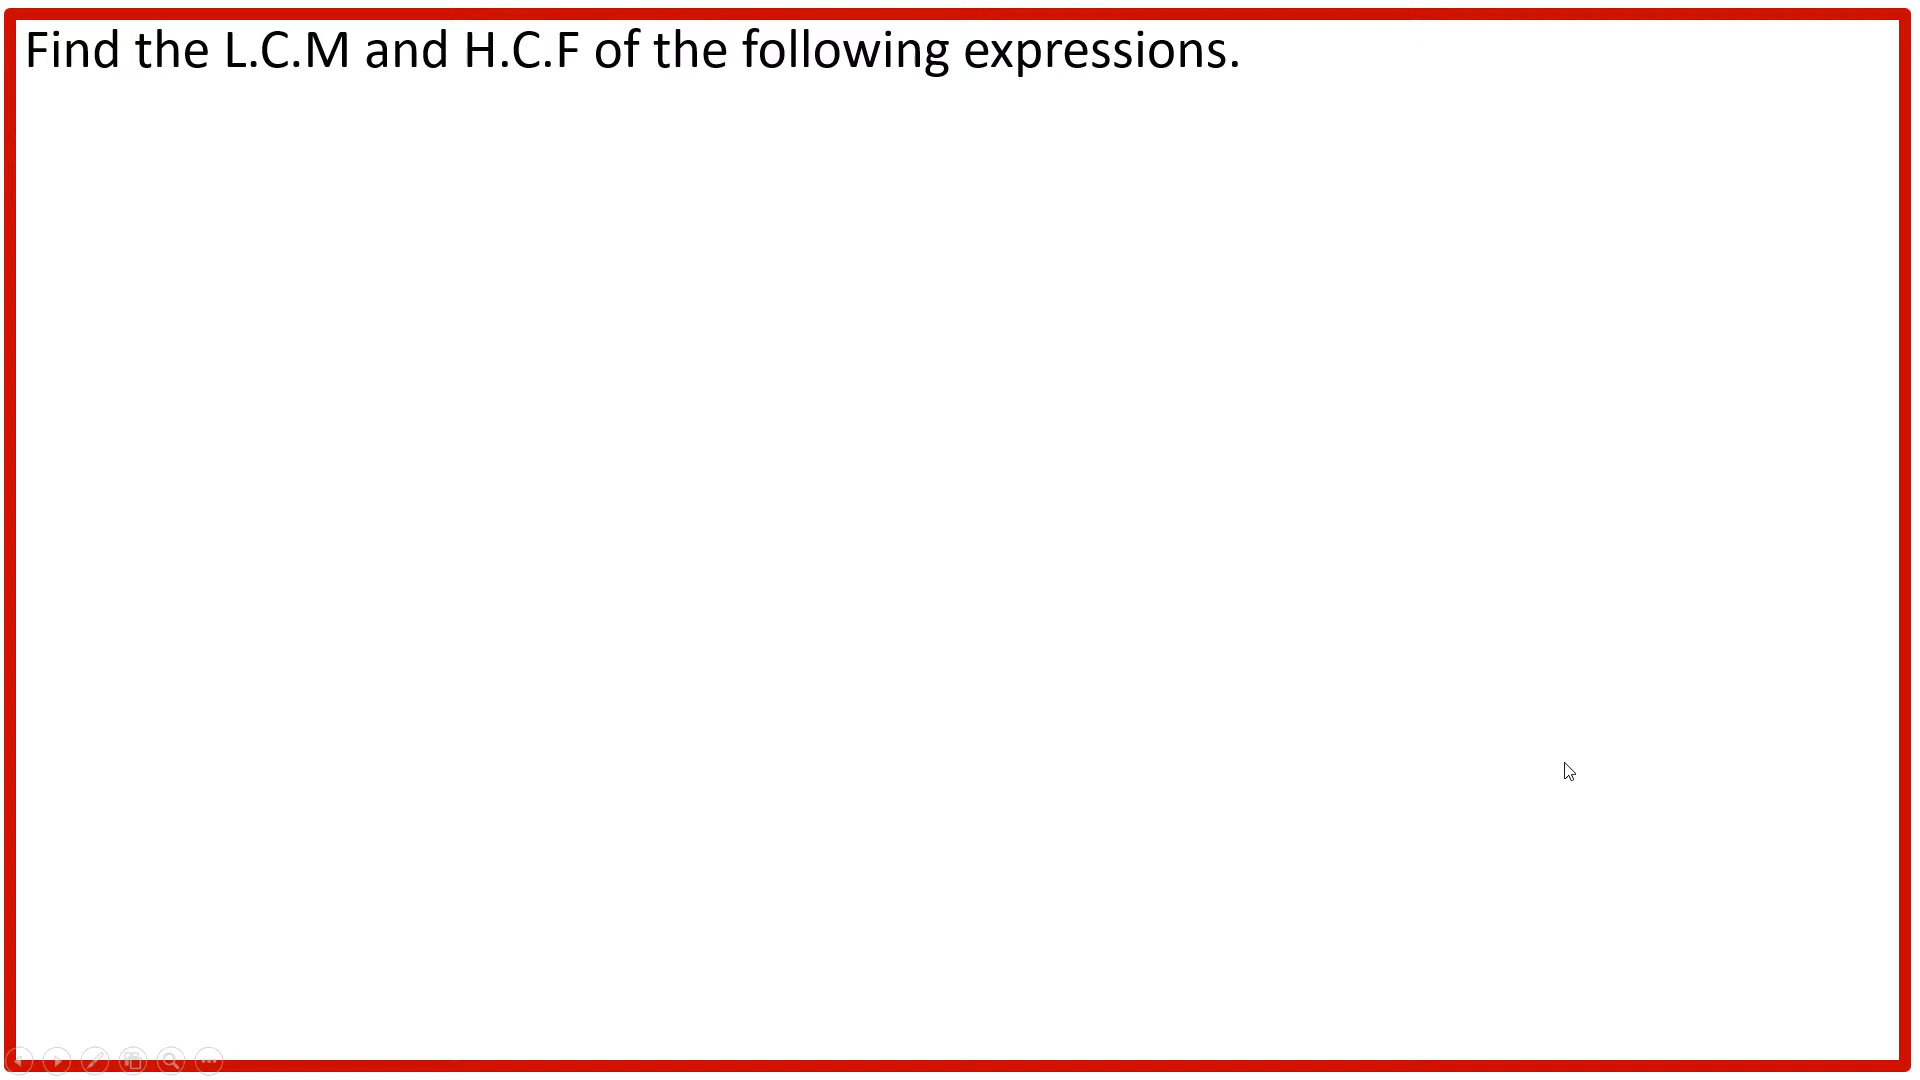 Find the L.C.M and H.C.F of the following expressions.